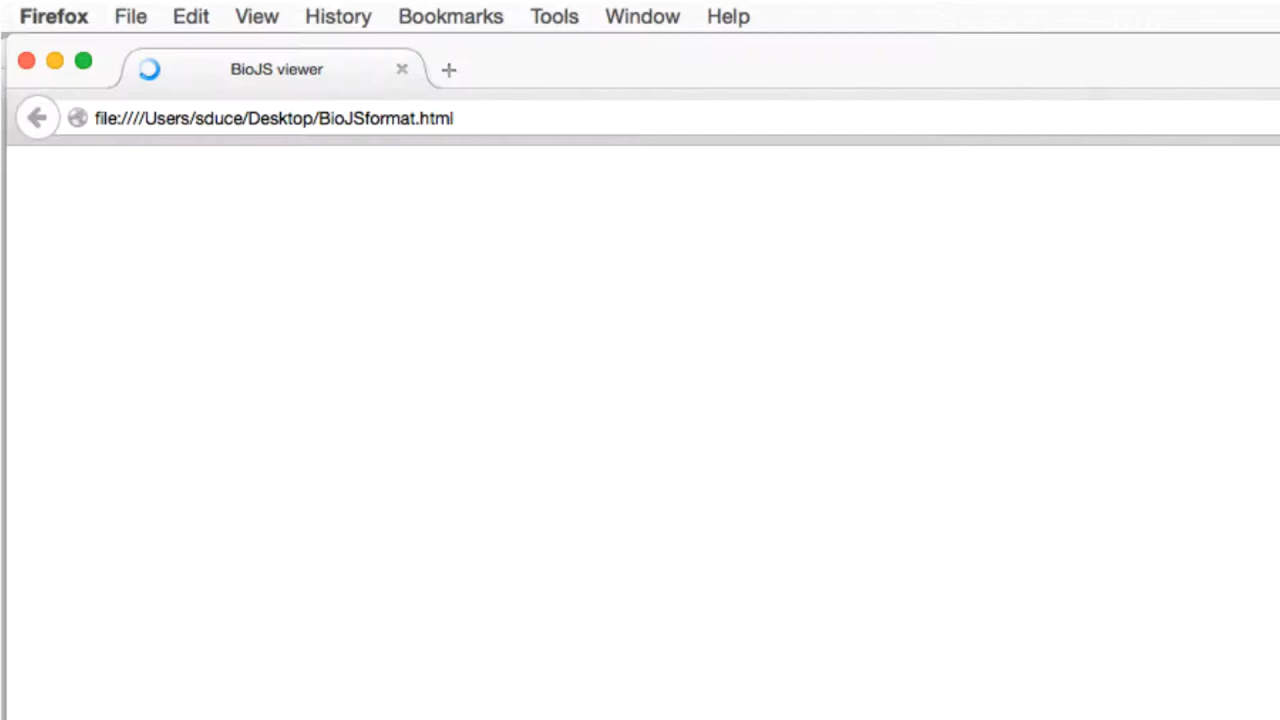 Firefox File Edit View History Bookmarks Tools Window Help
BioJS viewer
file:////Users/sduce/Desktop/BioJSformat.html